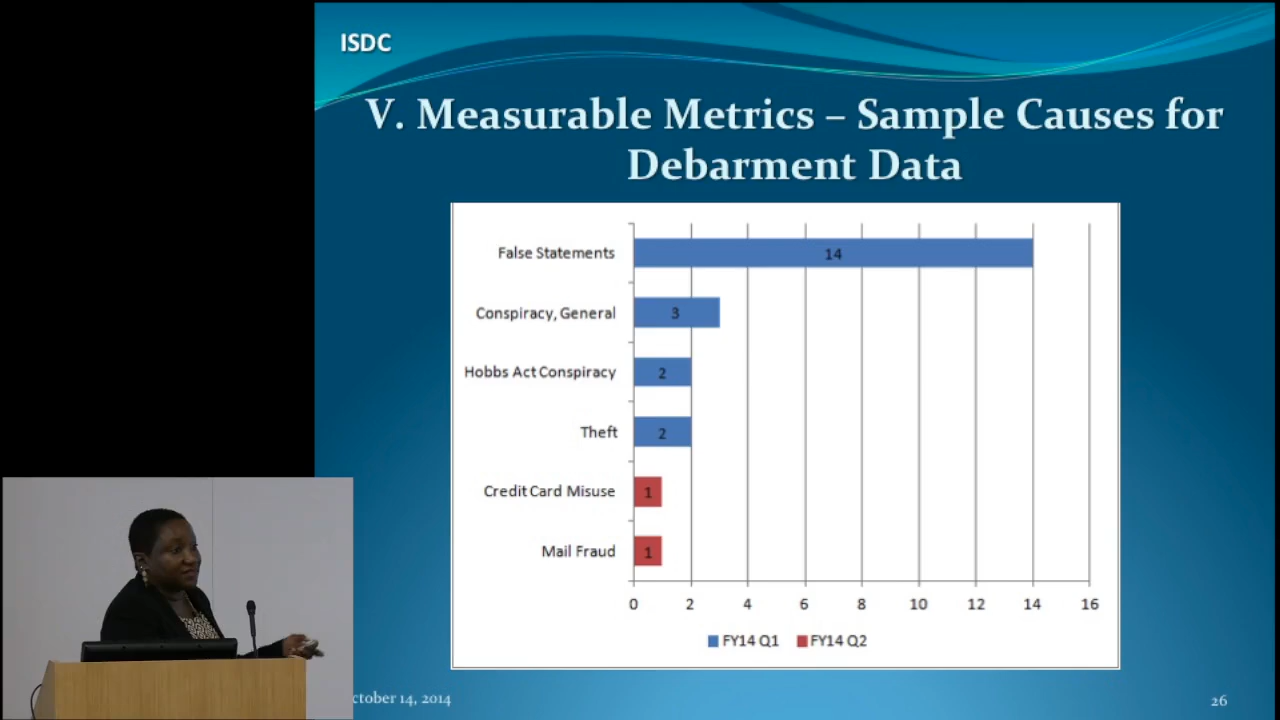 ISDC
V. Measurable Metrics – Sample Causes for
Debarment Data
False Statements
14
Conspiracy, General
3
Hobbs Act Conspiracy
2
Theft
2
Credit Card Misuse
1
Mail Fraud
1
0 2 4 6 8 10 12 14 16
FY14 Q1 FY14 Q2
ctober 14, 2014
26